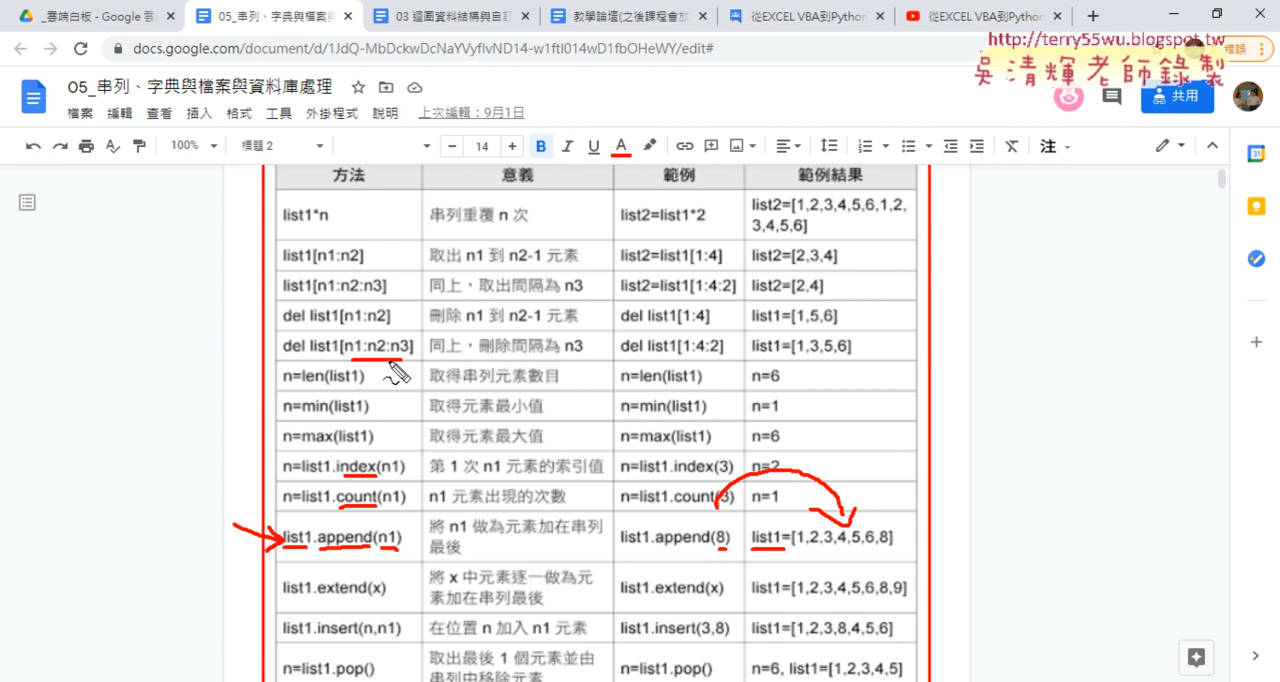 _雲端白板 - Google 雲
05_串列、字典與檔案與
03 迴圈資料結構與自訂
教學論壇(之後課程會放
從EXCEL VBA到Python
從EXCEL VBA到Python
docs.google.com/document/d/1JdQ-MbDckwDcNaYVyfIvND14-w1ftI014wD1fbOHeWY/edit#
http://terry55wu.blogspot.tw
吳清輝老師錄製
05_串列、字典與檔案與資料庫處理
檔案 編輯 查看 插入 格式 工具 外掛程式 說明 上次編輯：9月1日
共用
100% 標題 2 14 B I U A 注
方法 意義 範例 範例結果
list1*n 串列重覆 n 次 list2=list1*2 list2=[1,2,3,4,5,6,1,2,
3,4,5,6]
list1[n1:n2] 取出 n1 到 n2-1 元素 list2=list1[1:4] list2=[2,3,4]
list1[n1:n2:n3] 同上，取出間隔為 n3 list2=list1[1:4:2] list2=[2,4]
del list1[n1:n2] 刪除 n1 到 n2-1 元素 del list1[1:4] list1=[1,5,6]
del list1[n1:n2:n3] 同上，刪除間隔為 n3 del list1[1:4:2] list1=[1,3,5,6]
n=len(list1) 取得串列元素數目 n=len(list1) n=6
n=min(list1) 取得元素最小值 n=min(list1) n=1
n=max(list1) 取得元素最大值 n=max(list1) n=6
n=list1.index(n1) 第 1 次 n1 元素的索引值 n=list1.index(3) n=2
n=list1.count(n1) n1 元素出現的次數 n=list1.count(3) n=1
list1.append(n1) 將 n1 做為元素加在串列
最後 list1.append(8) list1=[1,2,3,4,5,6,8]
list1.extend(x) 將 x 中元素逐一做為元
素加在串列最後 list1.extend(x) list1=[1,2,3,4,5,6,8,9]
list1.insert(n,n1) 在位置 n 加入 n1 元素 list1.insert(3,8) list1=[1,2,3,8,4,5,6]
n=list1.pop() 取出最後 1 個元素並由
串列中移除元素 n=list1.pop() n=6, list1=[1,2,3,4,5]